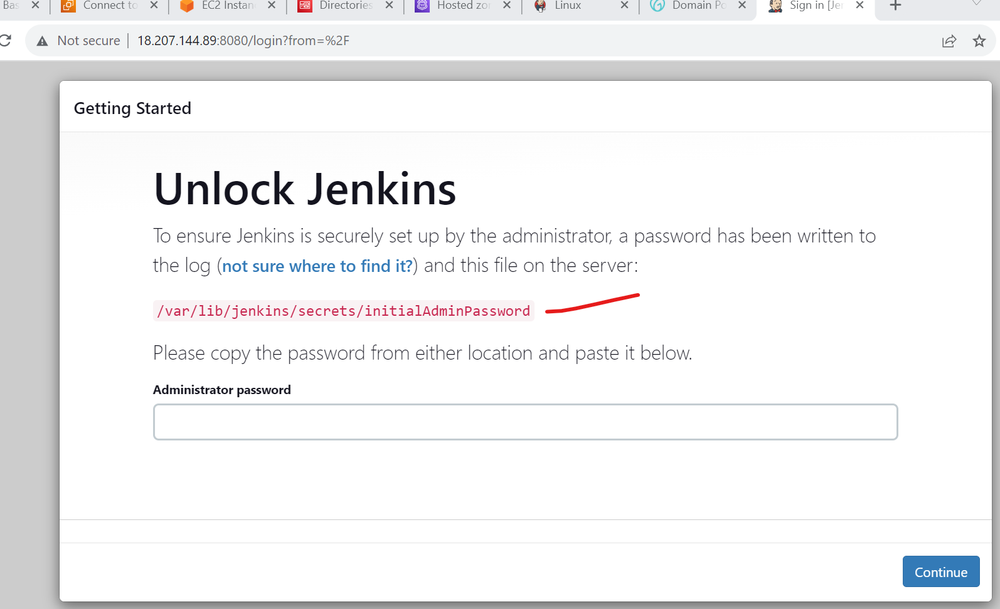 Bas
Connect to
EC2 Instan
Directories
Hosted zon
Linux
Domain Po
Sign in [Jen
Not secure
18.207.144.89:8080/login?from=%2F
Getting Started
Unlock Jenkins
To ensure Jenkins is securely set up by the administrator, a password has been written to
the log (not sure where to find it?) and this file on the server:
/var/lib/jenkins/secrets/initialAdminPassword
Please copy the password from either location and paste it below.
Administrator password
Continue